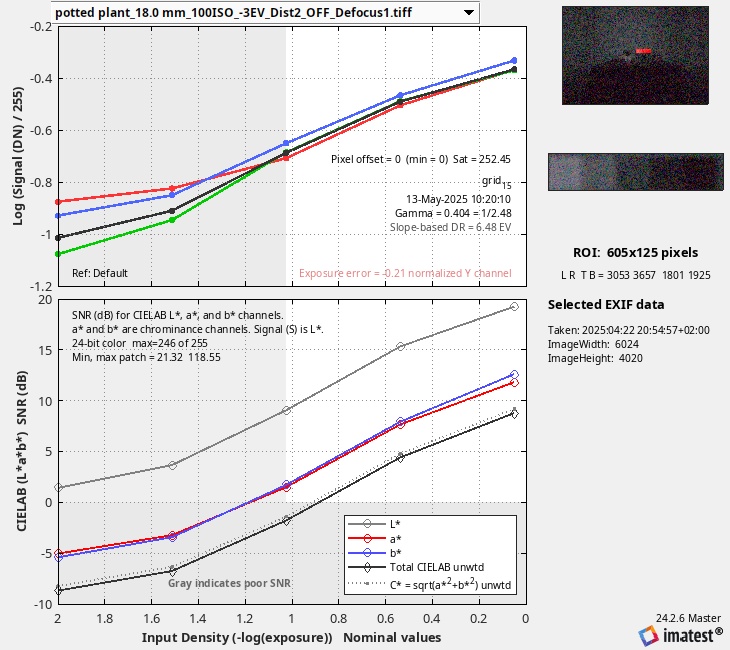 potted plant_18.0 mm_100ISO_-3EV_Dist2_OFF_Defocus1.tiff
Log (Signal (DN) / 255)
-0.2
-0.4
-0.6
-0.8
-1
-1.2
Pixel offset = 0 (min = 0) Sat = 252.45
grid15
13-May-2025 10:20:10
Gamma = 0.404 = 1/2.48
Slope-based DR = 6.48 EV
Ref: Default
Exposure error = -0.21 normalized Y channel
CIELAB (L*a*b*) SNR (dB)
20
15
10
5
0
-5
-10
SNR (dB) for CIELAB L*, a*, and b* channels.
a* and b* are chrominance channels. Signal (S) is L*.
24-bit color max=246 of 255
Min, max patch = 21.32 118.55
L*
a*
b*
Total CIELAB unwtd
C* = sqrt(a*2+b*2) unwtd
Gray indicates poor SNR
2 1.8 1.6 1.4 1.2 1 0.8 0.6 0.4 0.2 0
Input Density (-log(exposure)) Nominal values
ROI: 605x125 pixels
L R T B = 3053 3657 1801 1925
Selected EXIF data
Taken: 2025:04:22 20:54:57+02:00
ImageWidth: 6024
ImageHeight: 4020
24.2.6 Master
imatest®